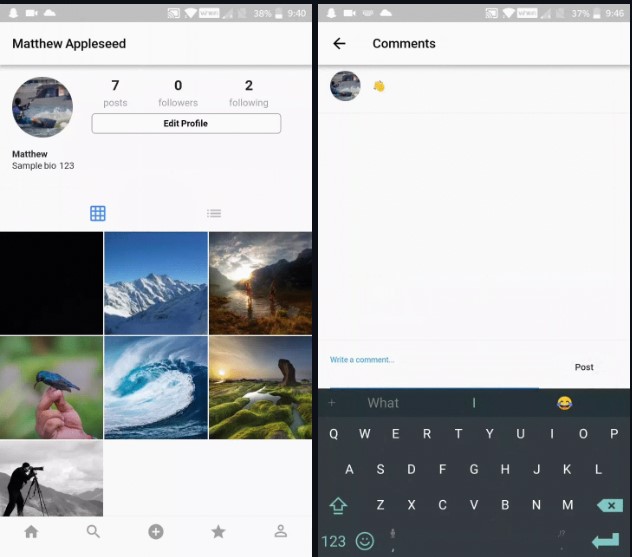 38% 9:40
Matthew Appleseed
7 0 2
posts followers following
Edit Profile
Matthew
Sample bio 123
37% 9:46
Comments
👋
Write a comment...
Post
+ What I 😂
Q W E R T Y U I O P
A S D F G H J K L
Z X C V B N M
123